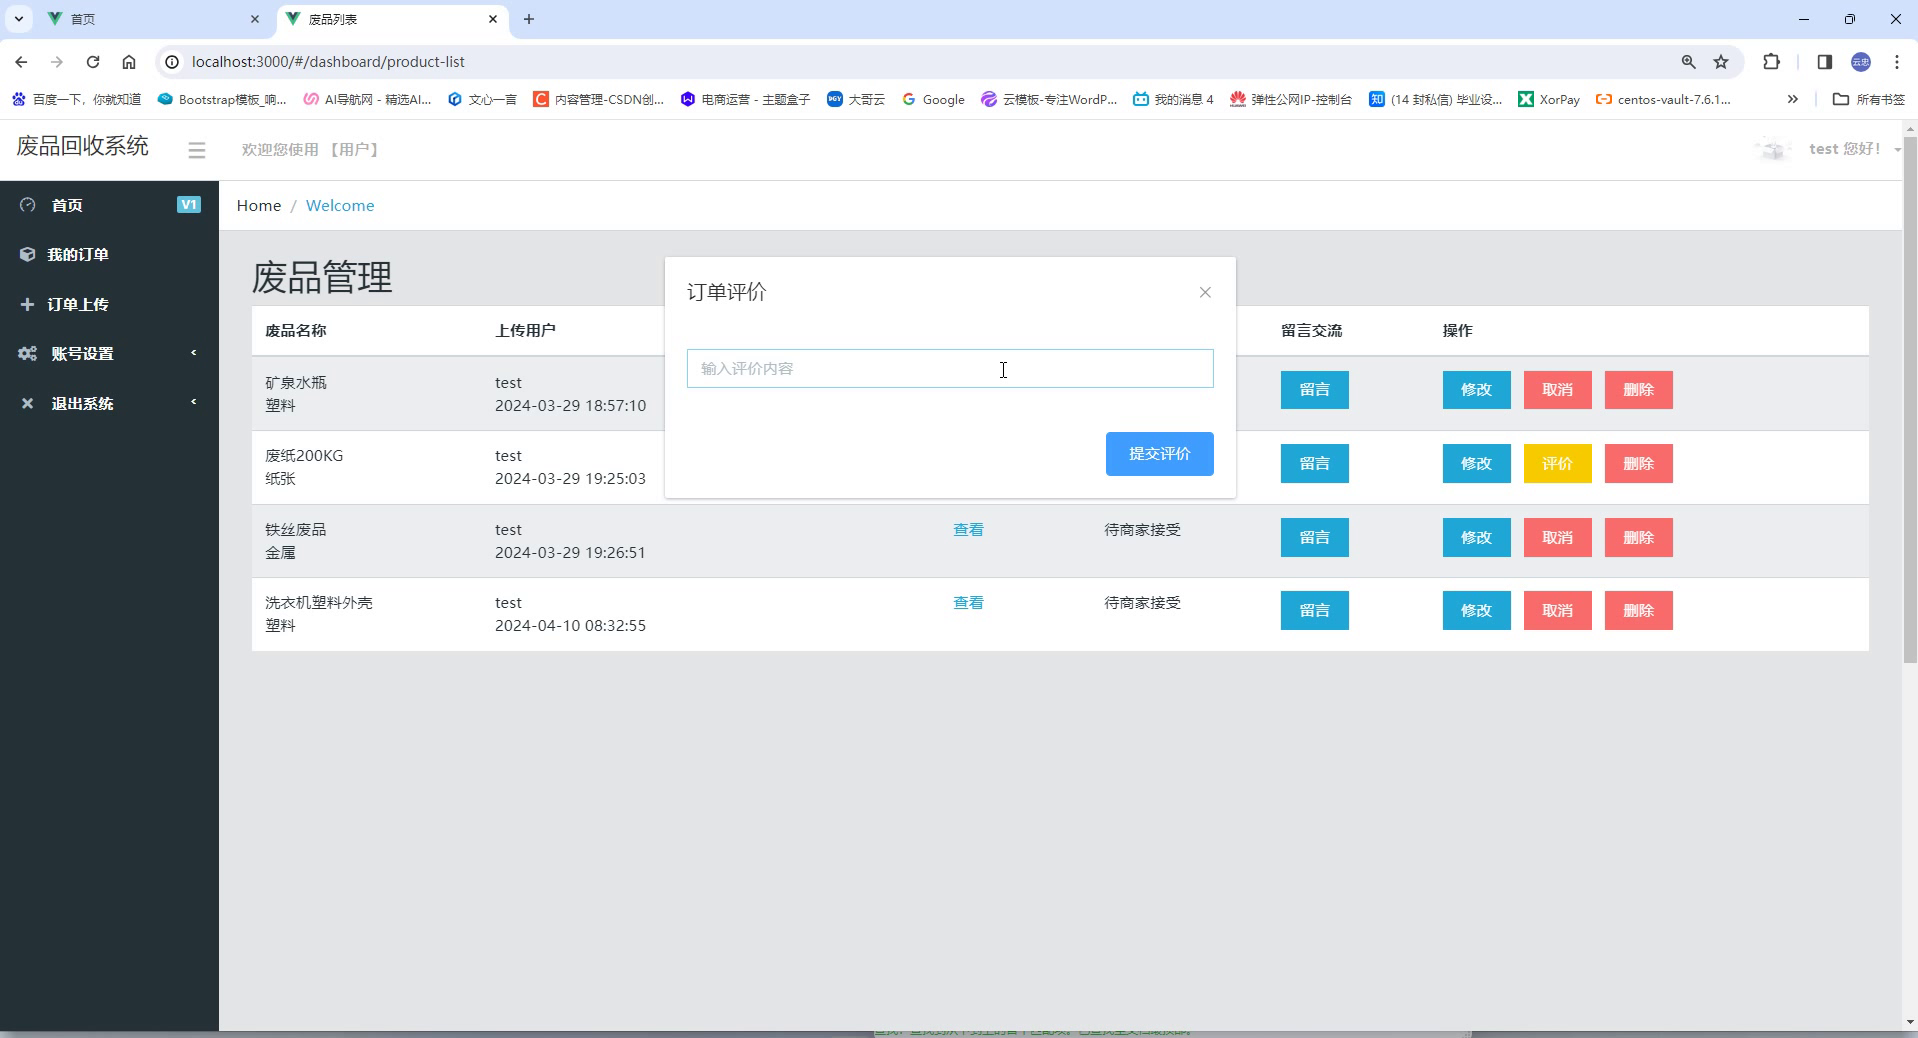 首页
废品列表
localhost:3000/#/dashboard/product-list
云忠
百度一下，你就知道
Bootstrap模板_响...
AI导航网 - 精选AI...
文心一言
内容管理-CSDN创...
电商运营 - 主题盒子
大哥云
Google
云模板-专注WordP...
我的消息 4
弹性公网IP-控制台
(14 封私信) 毕业设...
XorPay
centos-vault-7.6.1...
所有书签
废品回收系统
欢迎您使用 【用户】
test 您好!
首页 V1
我的订单
订单上传
账号设置
退出系统
Home / Welcome
废品管理
废品名称 上传用户 留言交流 操作
订单评价
输入评价内容
提交评价
矿泉水瓶 test 留言 修改 取消 删除
塑料 2024-03-29 18:57:10
废纸200KG test 留言 修改 评价 删除
纸张 2024-03-29 19:25:03
铁丝废品 test 查看 待商家接受 留言 修改 取消 删除
金属 2024-03-29 19:26:51
洗衣机塑料外壳 test 查看 待商家接受 留言 修改 取消 删除
塑料 2024-04-10 08:32:55